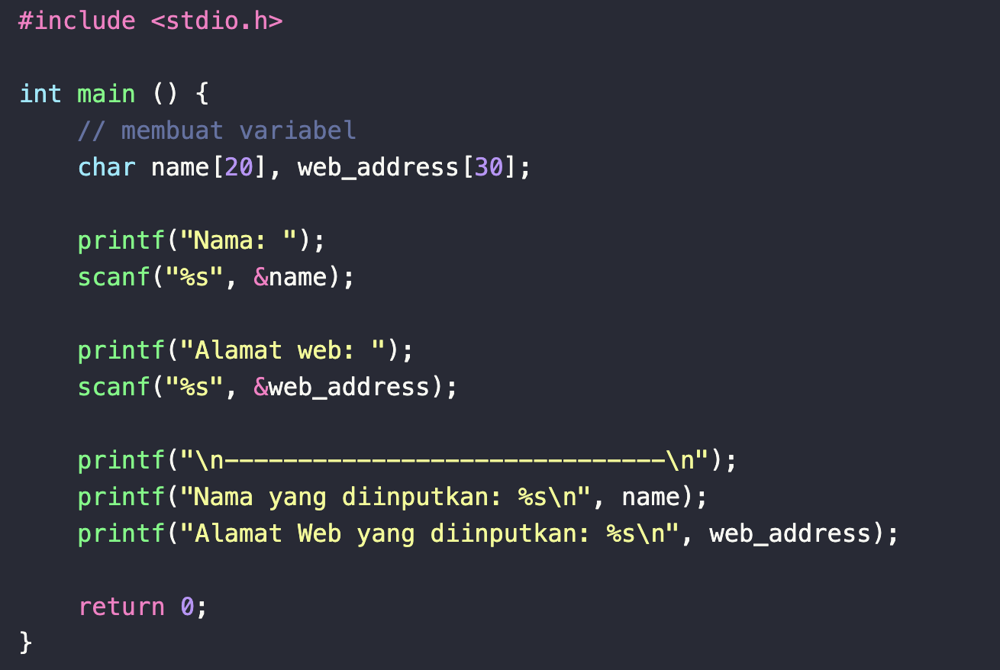 #include <stdio.h>
int main () {
// membuat variabel
char name[20], web_address[30];
printf("Nama: ");
scanf("%s", &name);
printf("Alamat web: ");
scanf("%s", &web_address);
printf("\n------------------------------\n");
printf("Nama yang diinputkan: %s\n", name);
printf("Alamat Web yang diinputkan: %s\n", web_address);
return 0;
}